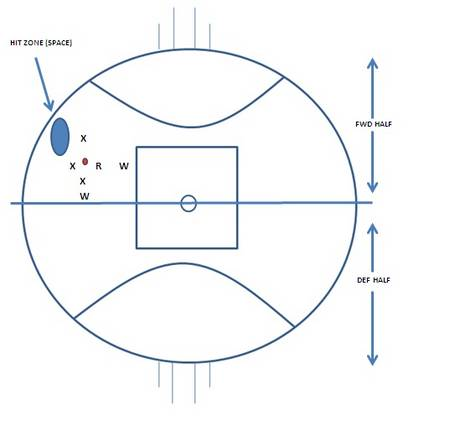 HIT ZONE (SPACE)
X
FWD HALF
X R W
X
W
DEF HALF